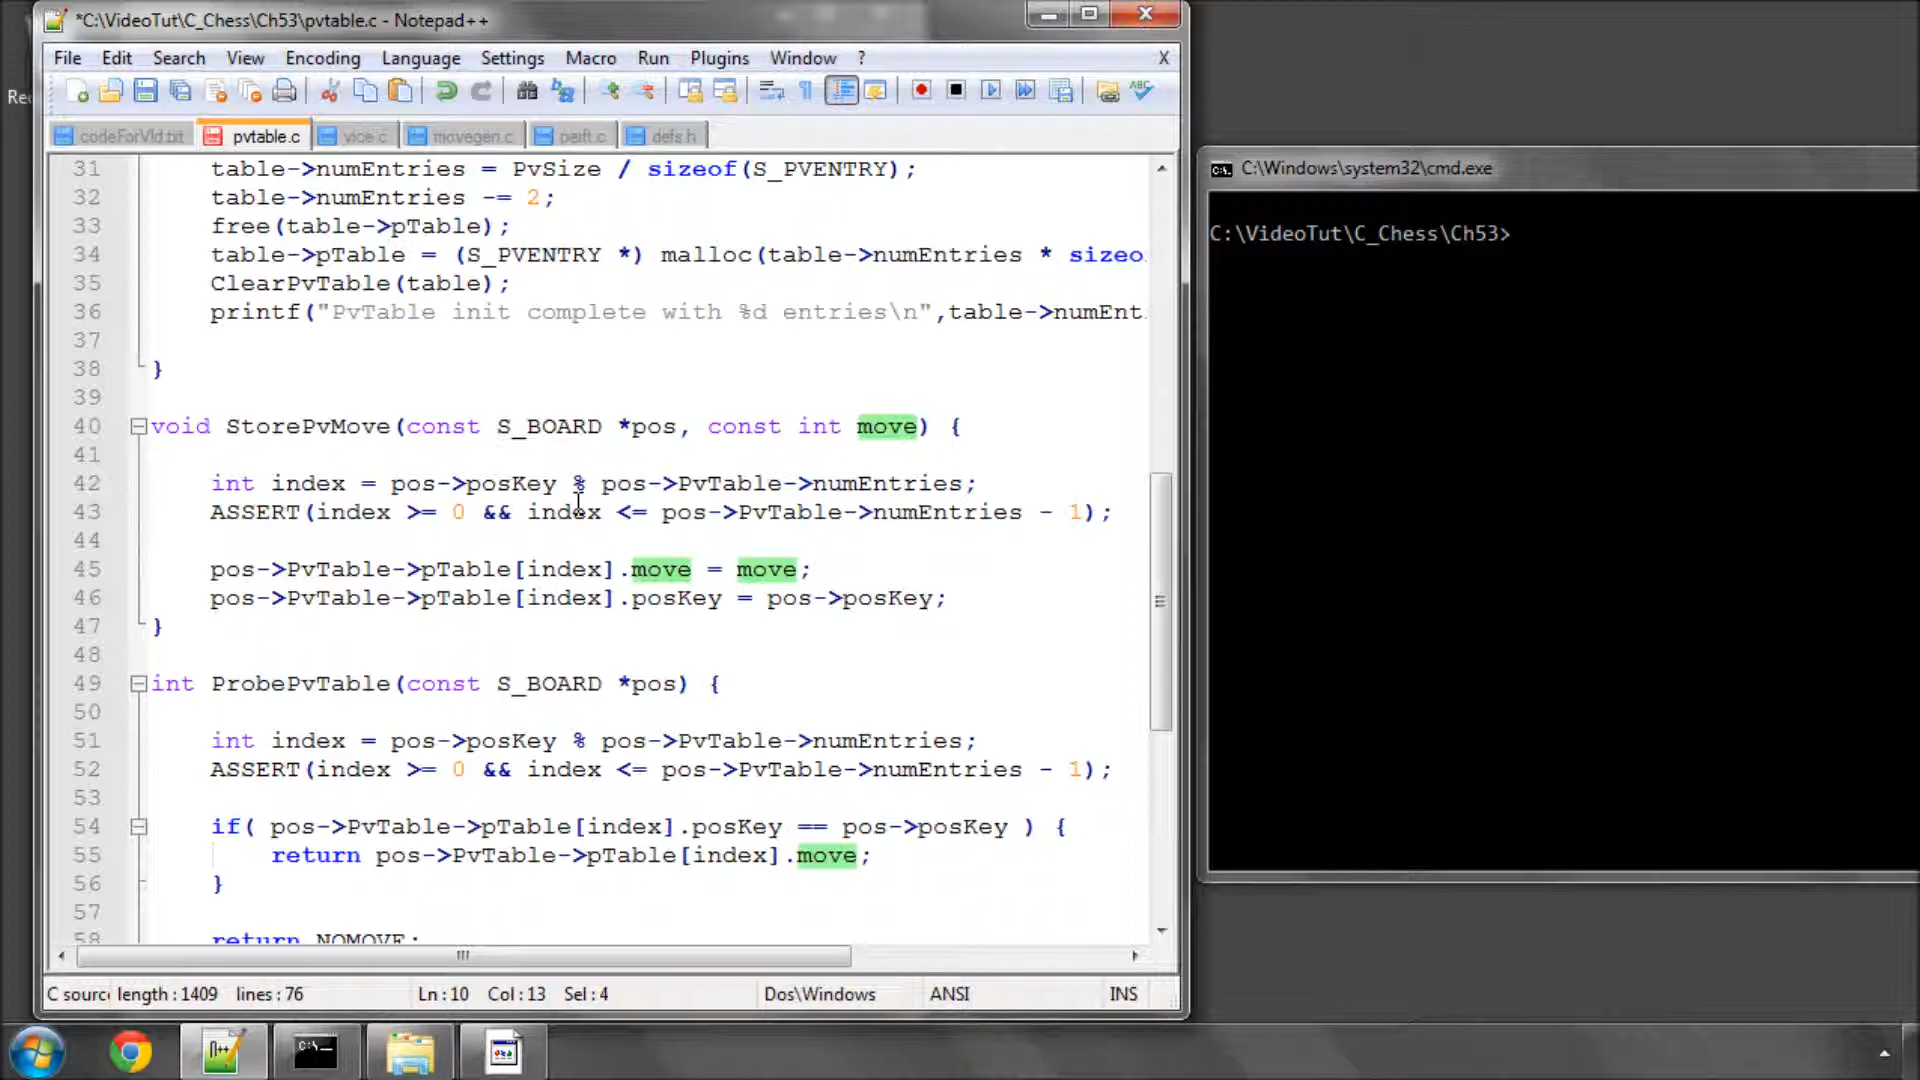 *C:\VideoTut\C_Chess\Ch53\pvtable.c - Notepad++
File Edit Search View Encoding Language Settings Macro Run Plugins Window ? X
codeForVid.txt pvtable.c vice.c movegen.c perft.c defs.h
31 table->numEntries = PvSize / sizeof(S_PVENTRY);
32 table->numEntries -= 2;
33 free(table->pTable);
34 table->pTable = (S_PVENTRY *) malloc(table->numEntries * sizeo
35 ClearPvTable(table);
36 printf("PvTable init complete with %d entries\n",table->numEnt
37
38 }
39
40 void StorePvMove(const S_BOARD *pos, const int move) {
41
42 int index = pos->posKey % pos->PvTable->numEntries;
43 ASSERT(index >= 0 && index <= pos->PvTable->numEntries - 1);
44
45 pos->PvTable->pTable[index].move = move;
46 pos->PvTable->pTable[index].posKey = pos->posKey;
47 }
48
49 int ProbePvTable(const S_BOARD *pos) {
50
51 int index = pos->posKey % pos->PvTable->numEntries;
52 ASSERT(index >= 0 && index <= pos->PvTable->numEntries - 1);
53
54 if( pos->PvTable->pTable[index].posKey == pos->posKey ) {
55 return pos->PvTable->pTable[index].move;
56 }
57
58 return NOMOVE;
C sourc length : 1409 lines : 76 Ln : 10 Col : 13 Sel : 4 Dos\Windows ANSI INS
Rec
C:\Windows\system32\cmd.exe
C:\VideoTut\C_Chess\Ch53>